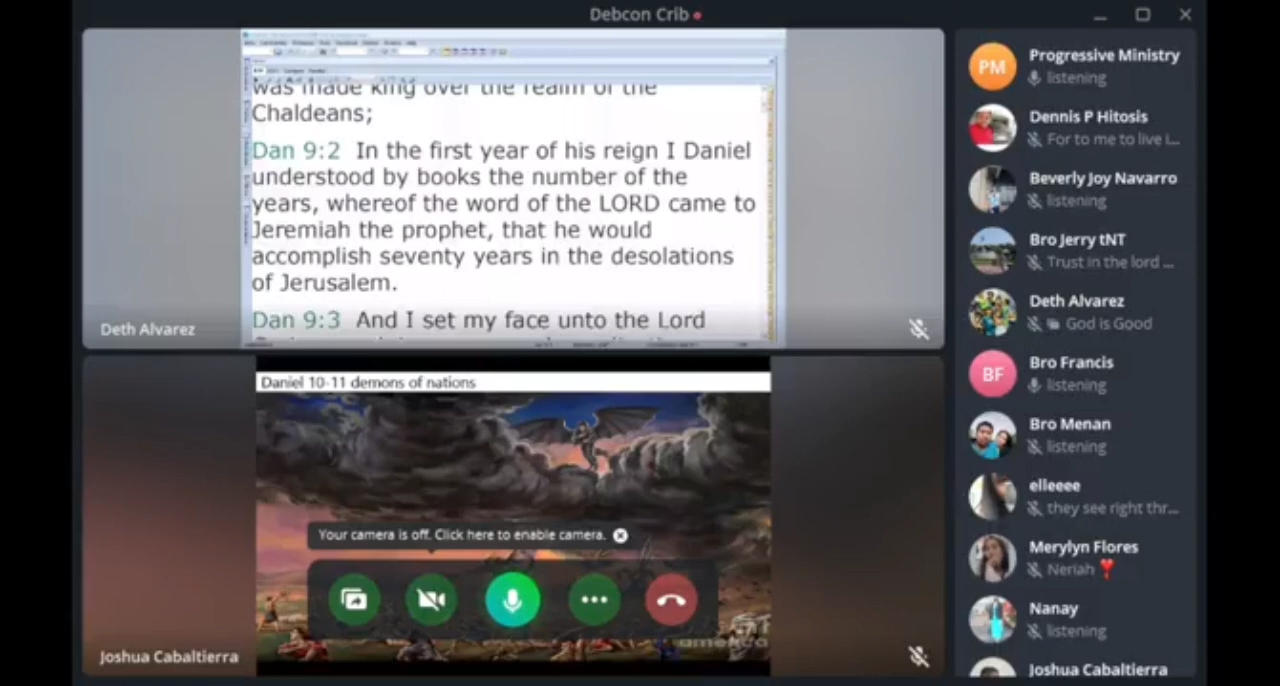 Debcon Crib
was made king over the realm of the
Chaldeans;
Dan 9:2 In the first year of his reign I Daniel
understood by books the number of the
years, whereof the word of the LORD came to
Jeremiah the prophet, that he would
accomplish seventy years in the desolations
of Jerusalem.
Dan 9:3 And I set my face unto the Lord
Deth Alvarez
Daniel 10-11 demons of nations
Your camera is off. Click here to enable camera.
Joshua Cabaltierra
PM
Progressive Ministry
listening
Dennis P Hitosis
For to me to live i...
Beverly Joy Navarro
listening
Bro Jerry tNT
Trust in the lord ...
Deth Alvarez
God is Good
BF
Bro Francis
listening
Bro Menan
listening
elleeee
they see right thr...
Merylyn Flores
Neriah
Nanay
listening
Joshua Cabaltierra